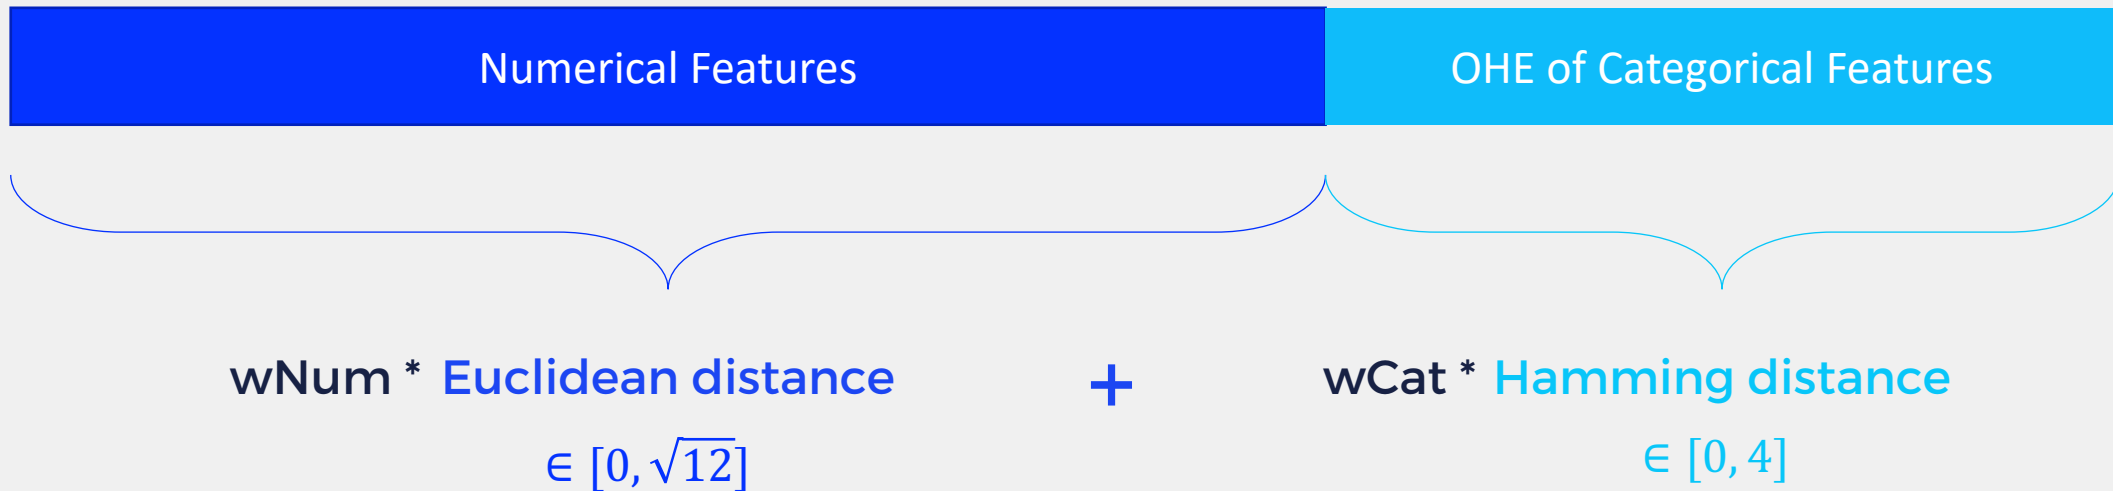 Numerical Features
OHE of Categorical Features
wNum * Euclidean distance + wCat * Hamming distance
∈ [0, √12] ∈ [0, 4]